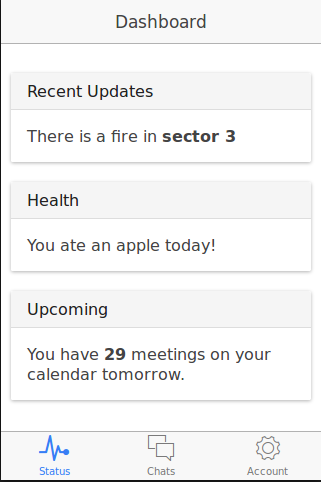 Dashboard
Recent Updates
There is a fire in sector 3
Health
You ate an apple today!
Upcoming
You have 29 meetings on your
calendar tomorrow.
Status
Chats
Account